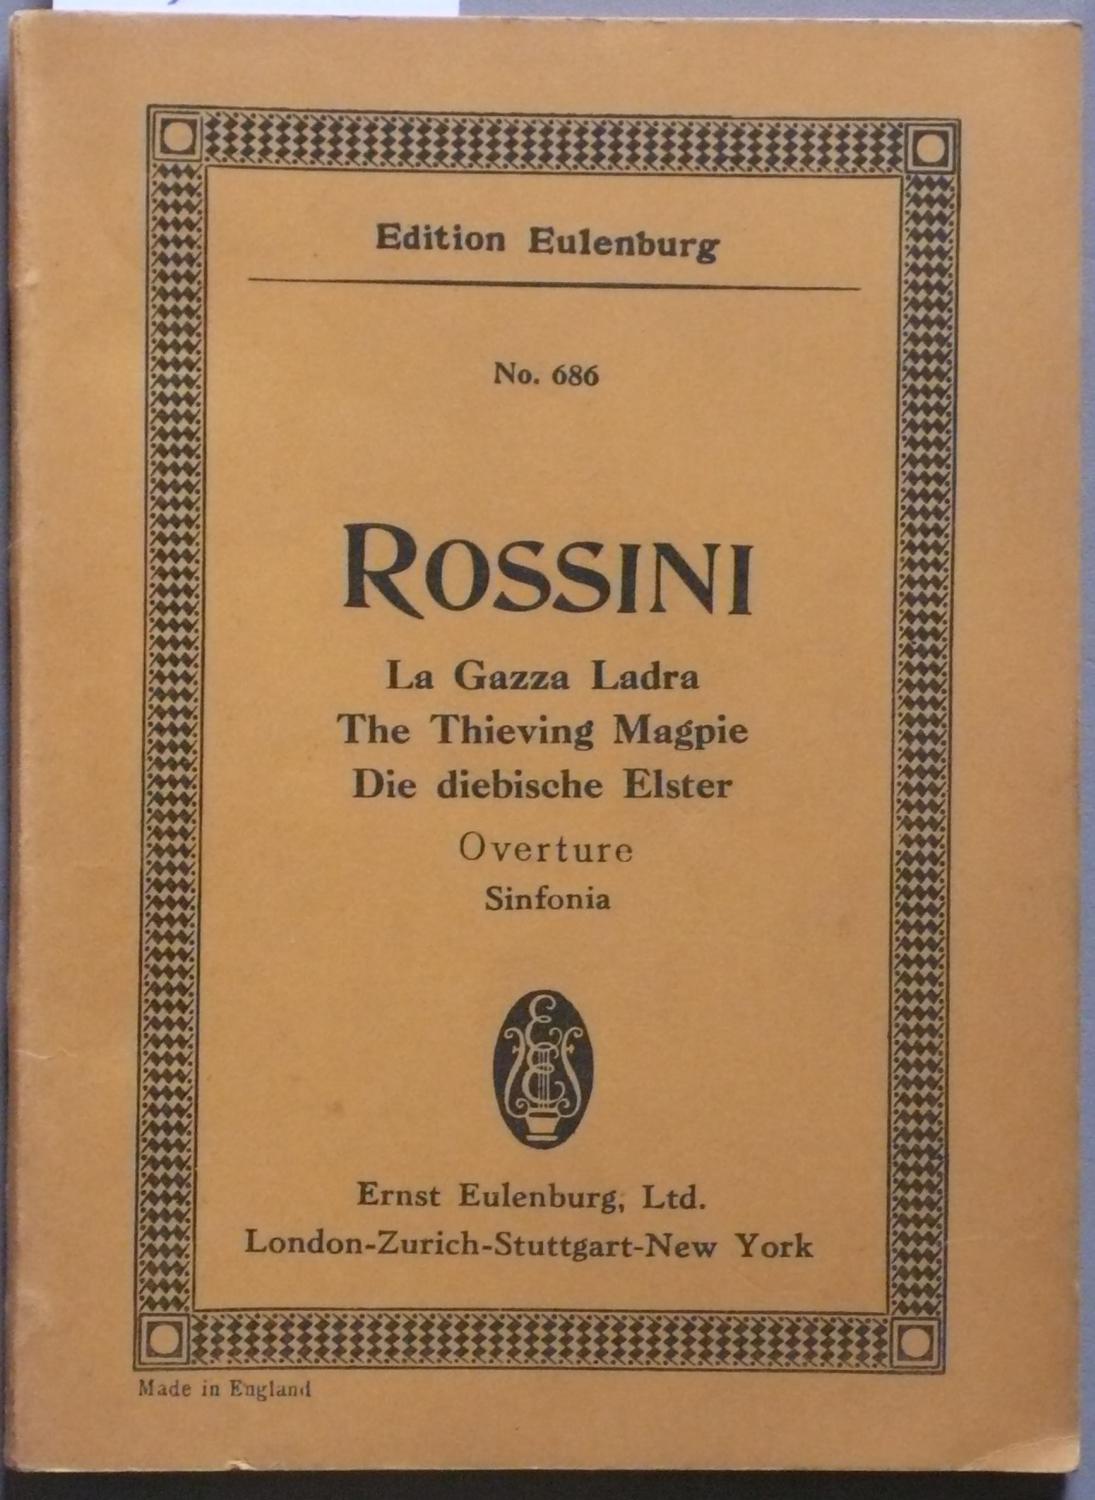 Edition Eulenburg
No. 686
ROSSINI
La Gazza Ladra
The Thieving Magpie
Die diebische Elster
Overture
Sinfonia
Ernst Eulenburg, Ltd.
London-Zurich-Stuttgart-New York
Made in England